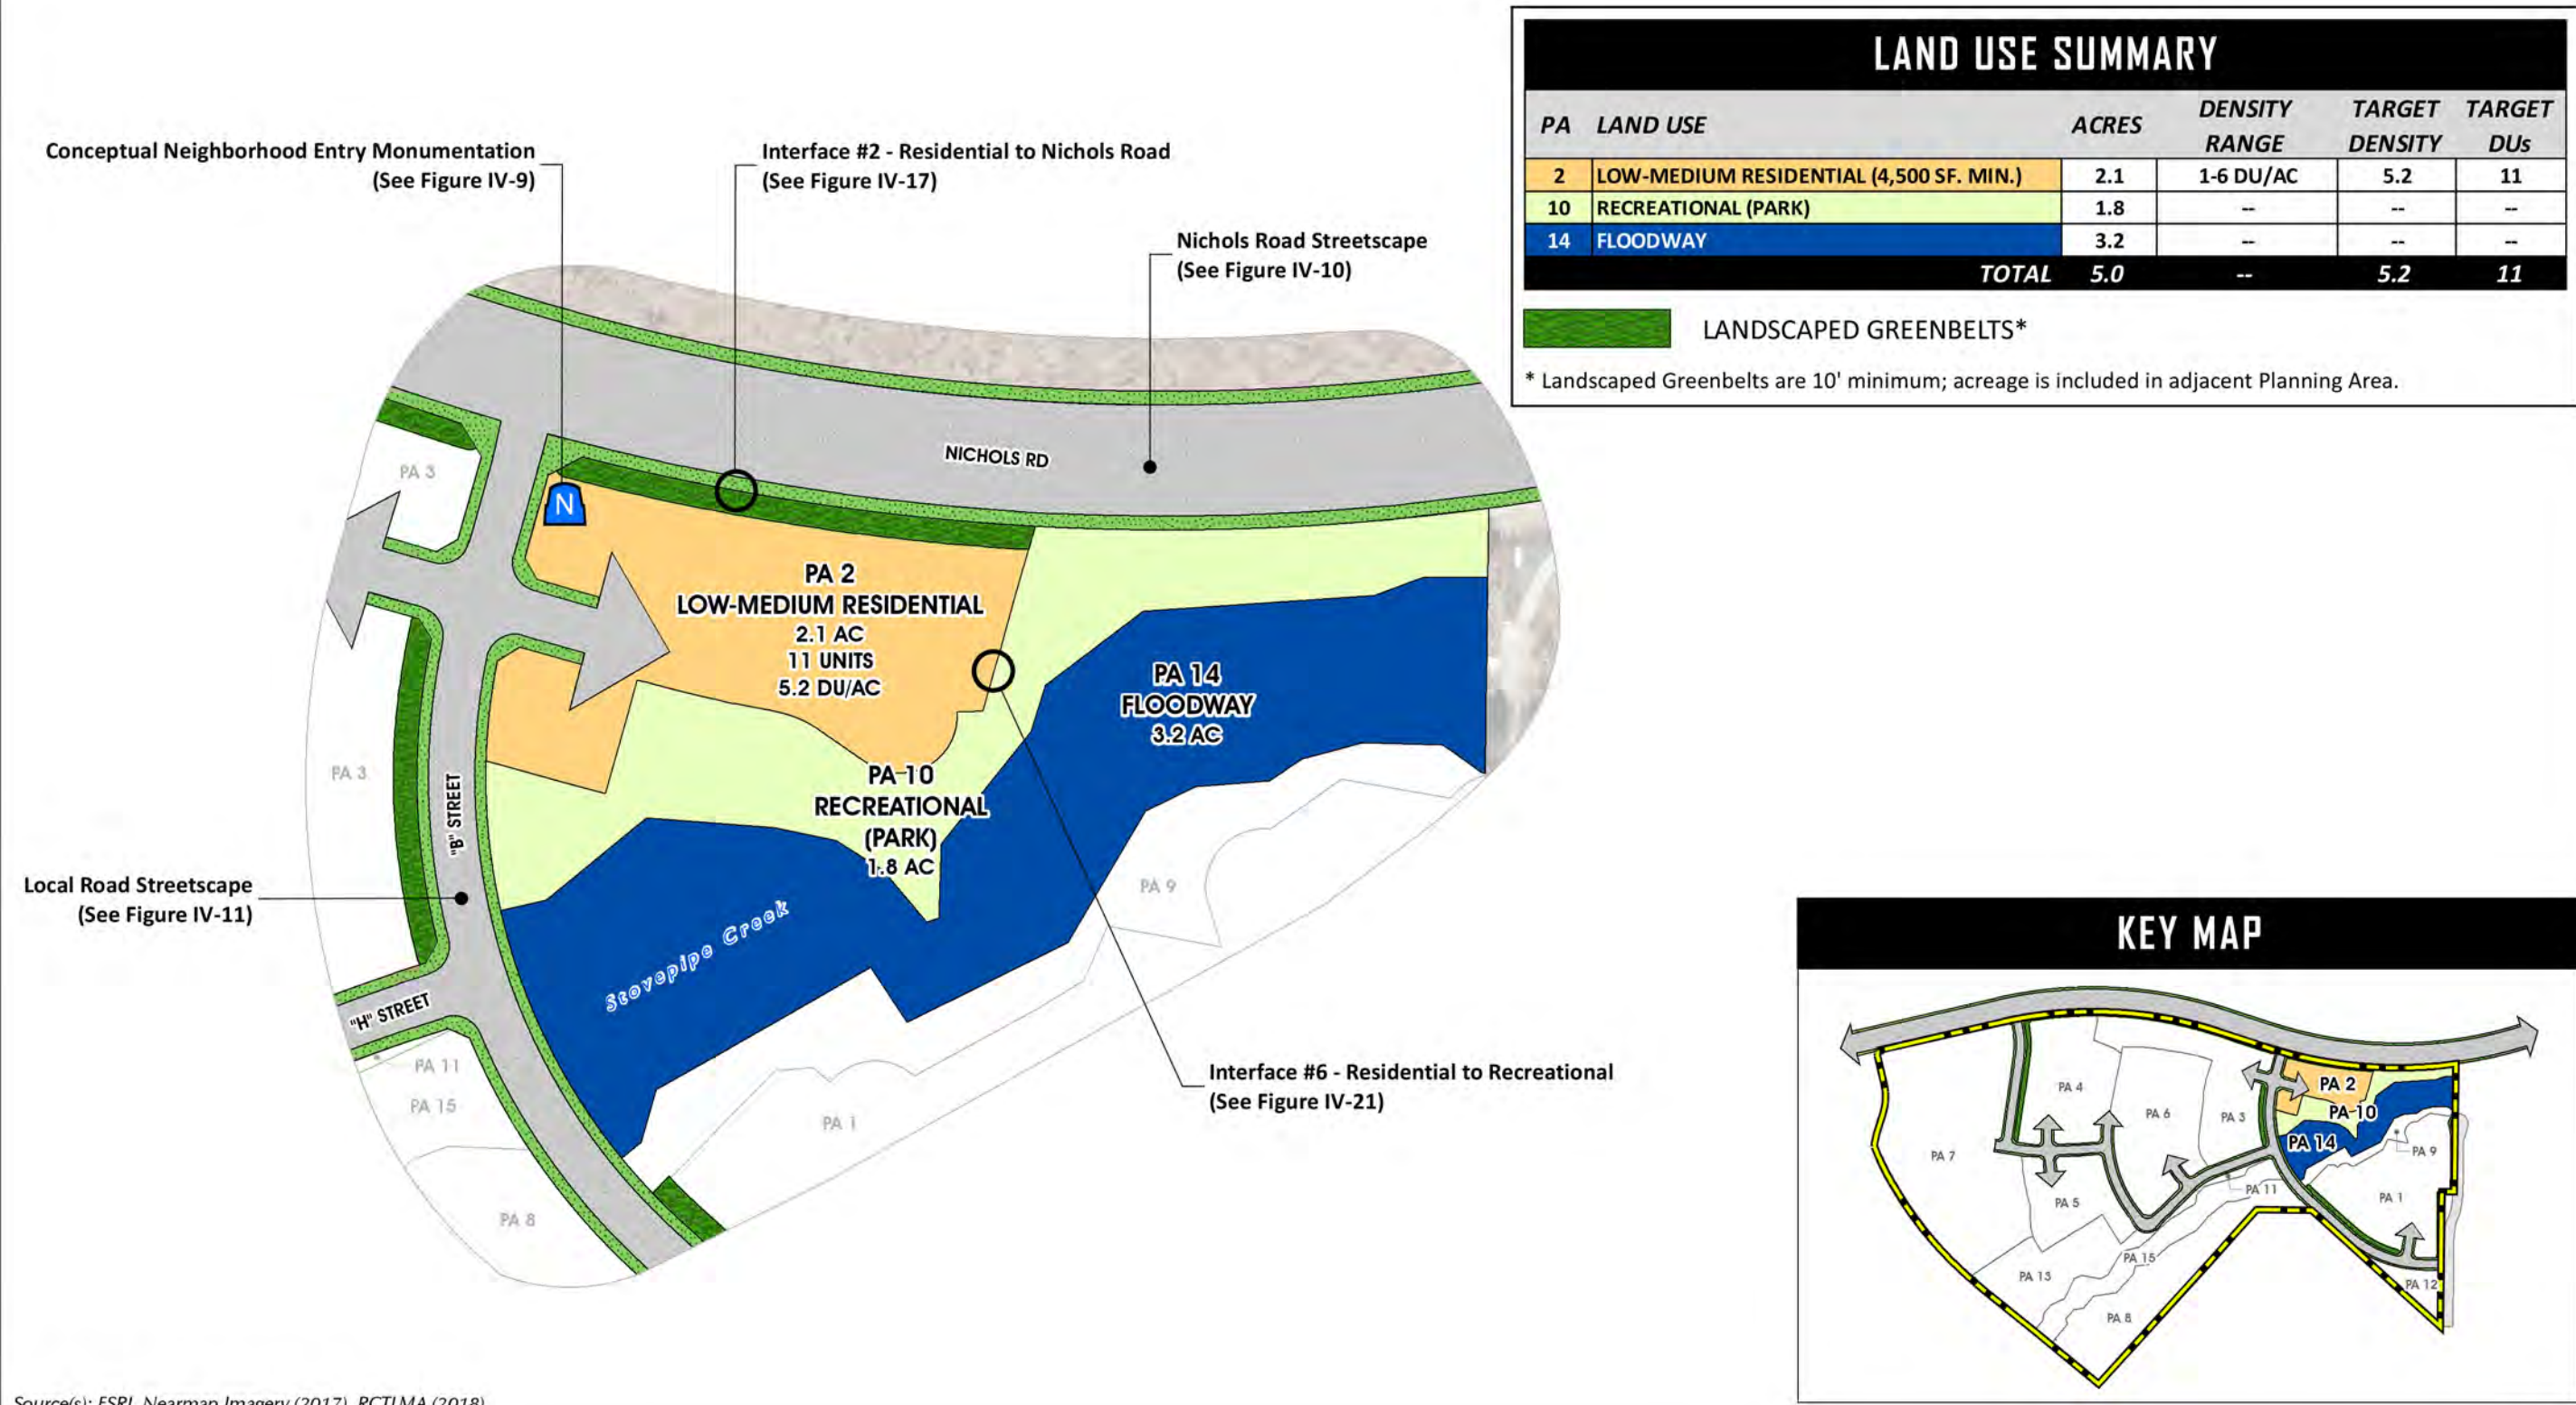 LAND USE SUMMARY
PA LAND USE ACRES DENSITY RANGE TARGET DENSITY TARGET DUs
2 LOW-MEDIUM RESIDENTIAL (4,500 SF. MIN.) 2.1 1-6 DU/AC 5.2 11
10 RECREATIONAL (PARK) 1.8 -- -- --
14 FLOODWAY 3.2 -- -- --
TOTAL 5.0 -- 5.2 11
LANDSCAPED GREENBELTS*
* Landscaped Greenbelts are 10' minimum; acreage is included in adjacent Planning Area.
Conceptual Neighborhood Entry Monumentation
(See Figure IV-9)
Interface #2 - Residential to Nichols Road
(See Figure IV-17)
Nichols Road Streetscape
(See Figure IV-10)
NICHOLS RD
PA 3
N
PA 2
LOW-MEDIUM RESIDENTIAL
2.1 AC
11 UNITS
5.2 DU/AC
PA 14
FLOODWAY
3.2 AC
PA 3
"B" STREET
PA 10
RECREATIONAL
(PARK)
1.8 AC
PA 9
Local Road Streetscape
(See Figure IV-11)
Stovepipe Creek
"H" STREET
PA 11
PA 15
PA 1
PA 8
Interface #6 - Residential to Recreational
(See Figure IV-21)
KEY MAP
PA 2
PA 4
PA 10
PA 6
PA 3
PA 14
PA 9
PA 7
PA 11
PA 1
PA 5
PA 15
PA 13
PA 12
PA 8
Source(s): ESRI, Nearmap Imagery (2017), RCTLMA (2018)